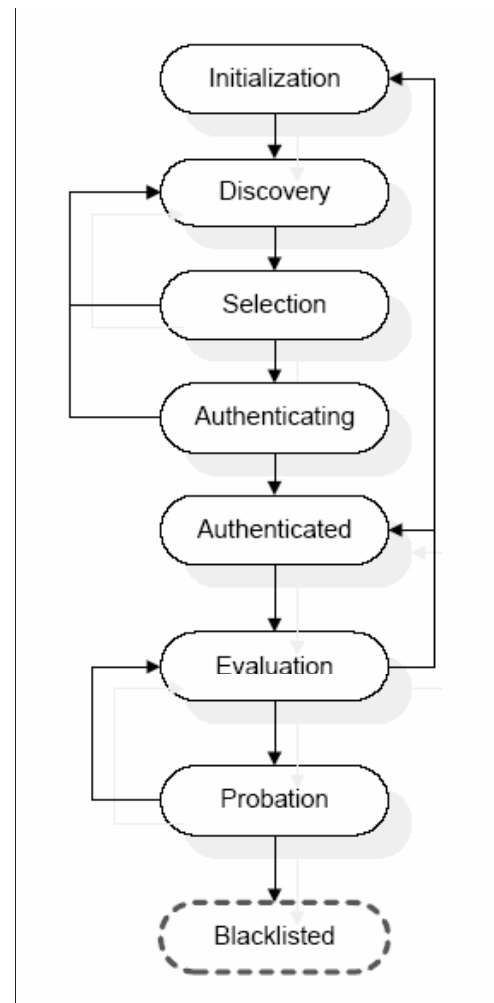 Initialization
Discovery
Selection
Authenticating
Authenticated
Evaluation
Probation
Blacklisted